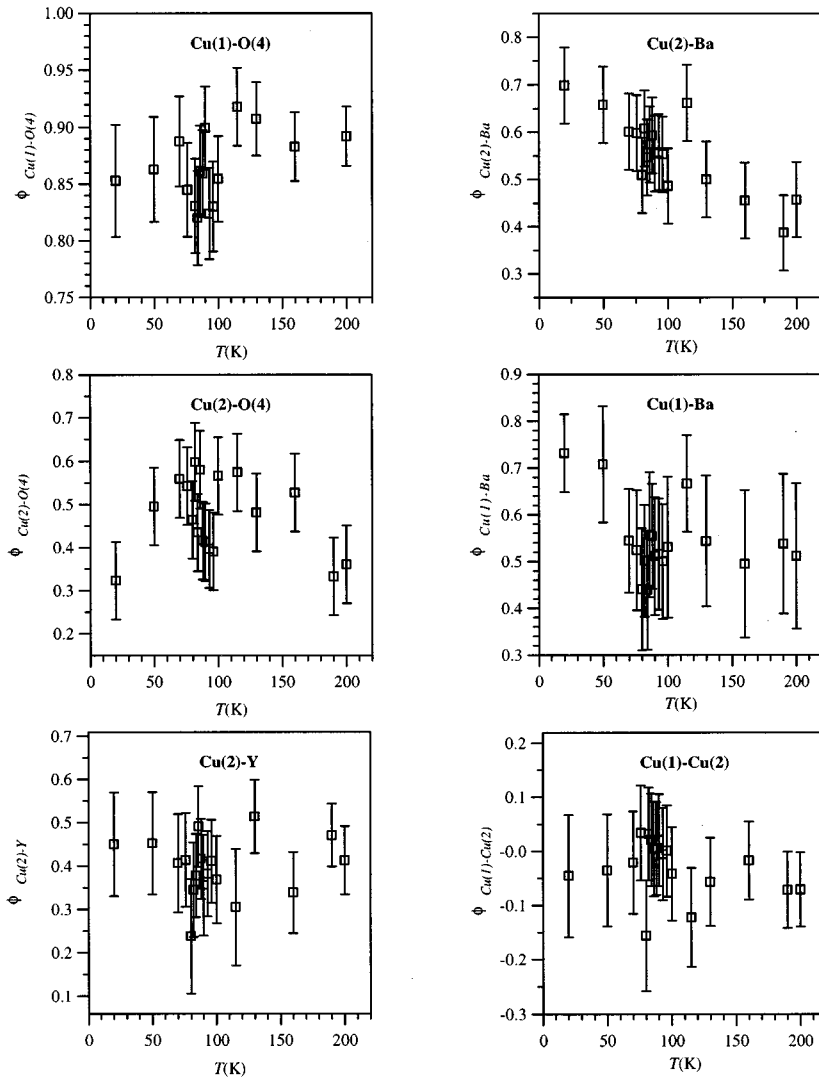 Cu(1)-O(4)
ϕ Cu(1)-O(4)
1.00
0.95
0.90
0.85
0.80
0.75
0 50 100 150 200
T(K)
Cu(2)-Ba
ϕ Cu(2)-Ba
0.8
0.7
0.6
0.5
0.4
0.3
0 50 100 150 200
T(K)
Cu(2)-O(4)
ϕ Cu(2)-O(4)
0.8
0.7
0.6
0.5
0.4
0.3
0.2
0 50 100 150 200
T(K)
Cu(1)-Ba
ϕ Cu(1)-Ba
0.9
0.8
0.7
0.6
0.5
0.4
0.3
0 50 100 150 200
T(K)
Cu(2)-Y
ϕ Cu(2)-Y
0.7
0.6
0.5
0.4
0.3
0.2
0.1
0 50 100 150 200
T(K)
Cu(1)-Cu(2)
ϕ Cu(1)-Cu(2)
0.2
0.1
-0.0
-0.1
-0.2
-0.3
0 50 100 150 200
T(K)